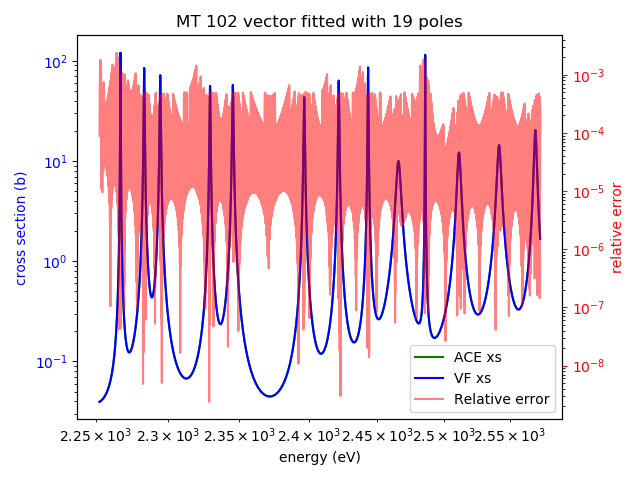 MT 102 vector fitted with 19 poles
10²
10¹
10⁰
10⁻¹
cross section (b)
10⁻³
10⁻⁴
10⁻⁵
10⁻⁶
10⁻⁷
10⁻⁸
relative error
ACE xs
VF xs
Relative error
2.25×10³ 2.3×10³ 2.35×10³ 2.4×10³ 2.45×10³ 2.5×10³ 2.55×10³
energy (eV)